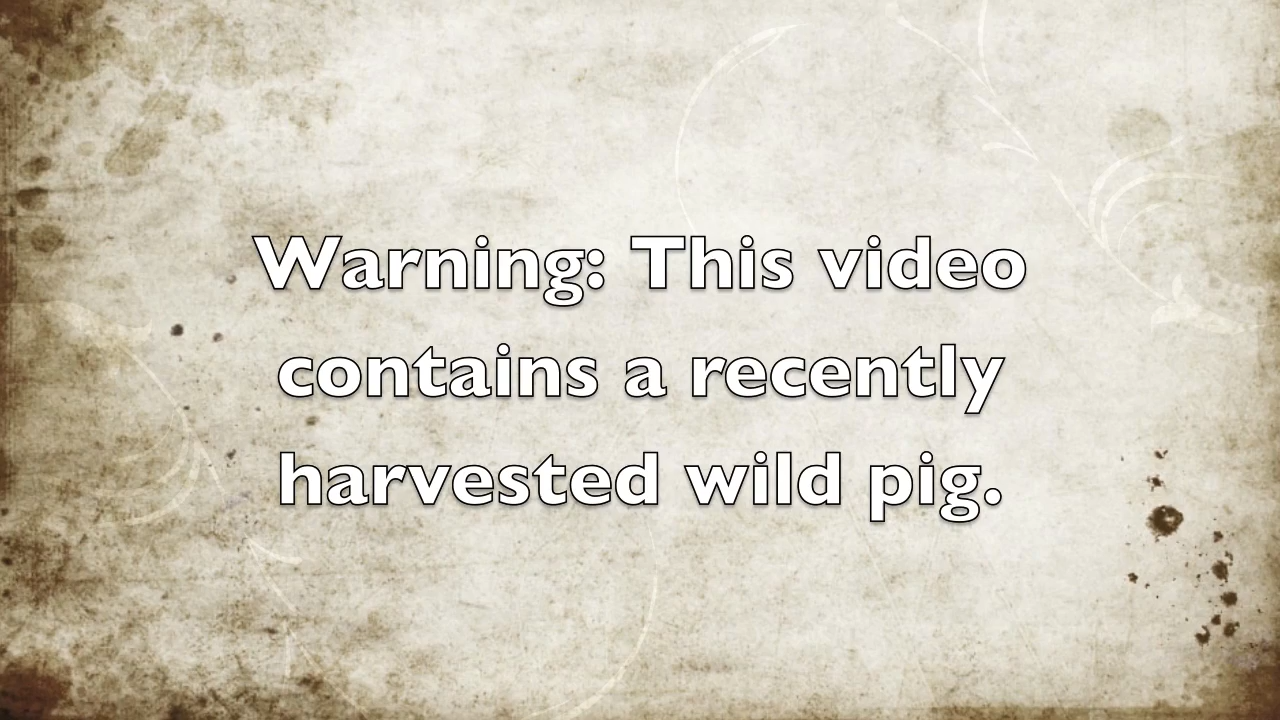 Warning: This video
contains a recently
harvested wild pig.